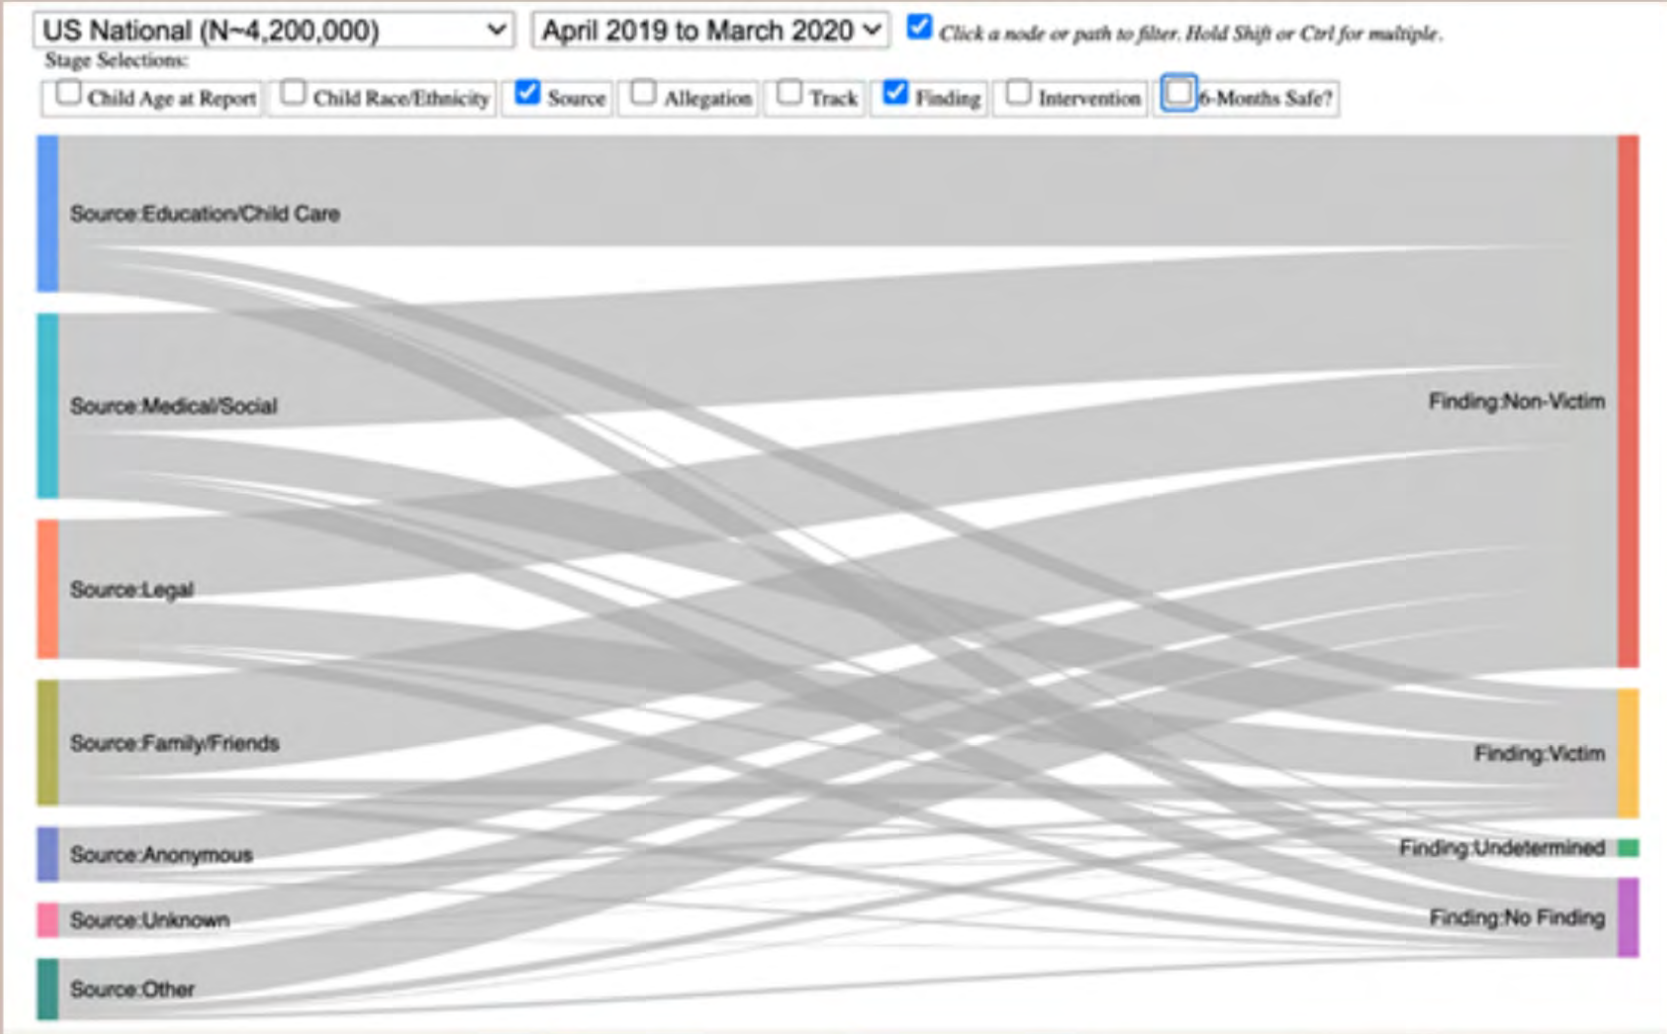 US National (N~4,200,000) April 2019 to March 2020 Click a node or path to filter. Hold Shift or Ctrl for multiple.
Stage Selections:
Child Age at Report Child Race/Ethnicity Source Allegation Track Finding Intervention 6-Months Safe?
Source:Education/Child Care
Source:Medical/Social
Finding:Non-Victim
Source:Legal
Source:Family/Friends
Finding:Victim
Source:Anonymous
Finding:Undetermined
Source:Unknown
Finding:No Finding
Source:Other